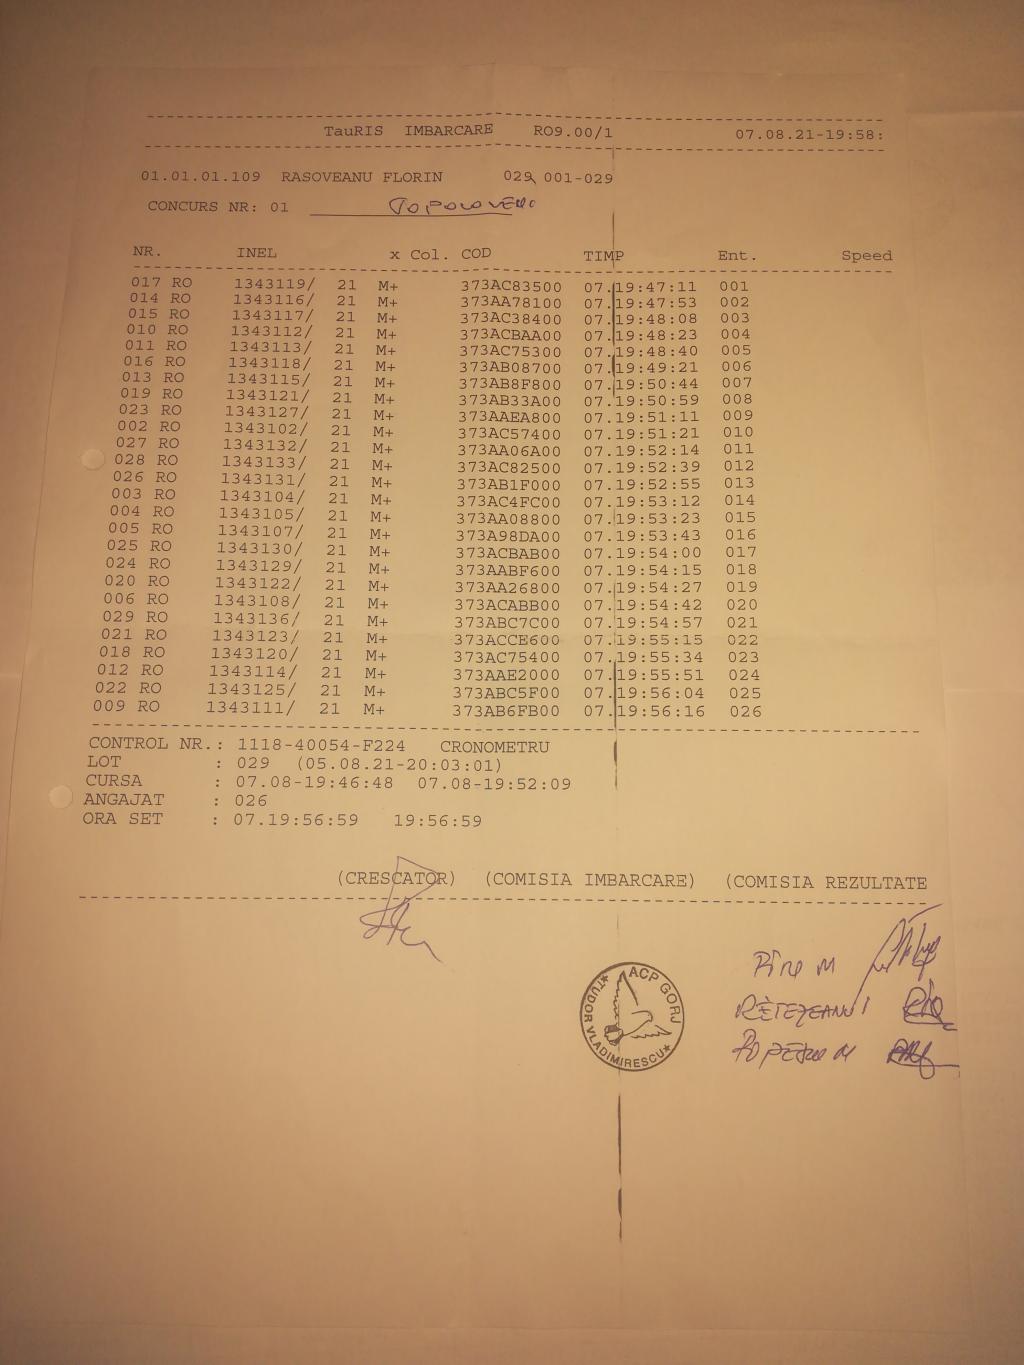 TauRIS IMBARCARE RO9.00/1 07.08.21-19:58:
01.01.01.109 RASOVEANU FLORIN 029 001-029
CONCURS NR: 01 TOPOLOVENI
NR. INEL x Col. COD TIMP Ent. Speed
017 RO 1343119/ 21 M+ 373AC83500 07.19:47:11 001
014 RO 1343116/ 21 M+ 373AA78100 07.19:47:53 002
015 RO 1343117/ 21 M+ 373AC38400 07.19:48:08 003
010 RO 1343112/ 21 M+ 373ACBAA00 07.19:48:23 004
011 RO 1343113/ 21 M+ 373AC75300 07.19:48:40 005
016 RO 1343118/ 21 M+ 373AB08700 07.19:49:21 006
013 RO 1343115/ 21 M+ 373AB8F800 07.19:50:44 007
019 RO 1343121/ 21 M+ 373AB33A00 07.19:50:59 008
023 RO 1343127/ 21 M+ 373AAEA800 07.19:51:11 009
002 RO 1343102/ 21 M+ 373AC57400 07.19:51:21 010
027 RO 1343132/ 21 M+ 373AA06A00 07.19:52:14 011
028 RO 1343133/ 21 M+ 373AC82500 07.19:52:39 012
026 RO 1343131/ 21 M+ 373AB1F000 07.19:52:55 013
003 RO 1343104/ 21 M+ 373AC4FC00 07.19:53:12 014
004 RO 1343105/ 21 M+ 373AA08800 07.19:53:23 015
005 RO 1343107/ 21 M+ 373A98DA00 07.19:53:43 016
025 RO 1343130/ 21 M+ 373ACBAB00 07.19:54:00 017
024 RO 1343129/ 21 M+ 373AABF600 07.19:54:15 018
020 RO 1343122/ 21 M+ 373AA26800 07.19:54:27 019
006 RO 1343108/ 21 M+ 373ACABB00 07.19:54:42 020
029 RO 1343136/ 21 M+ 373ABC7C00 07.19:54:57 021
021 RO 1343123/ 21 M+ 373ACCE600 07.19:55:15 022
018 RO 1343120/ 21 M+ 373AC75400 07.19:55:34 023
012 RO 1343114/ 21 M+ 373AAE2000 07.19:55:51 024
022 RO 1343125/ 21 M+ 373ABC5F00 07.19:56:04 025
009 RO 1343111/ 21 M+ 373AB6FB00 07.19:56:16 026
CONTROL NR.: 1118-40054-F224 CRONOMETRU
LOT : 029 (05.08.21-20:03:01)
CURSA : 07.08-19:46:48 07.08-19:52:09
ANGAJAT : 026
ORA SET : 07.19:56:59 19:56:59
(CRESCATOR) (COMISIA IMBARCARE) (COMISIA REZULTATE
ACP GORJ
★TUDOR VLADIMIRESCU★